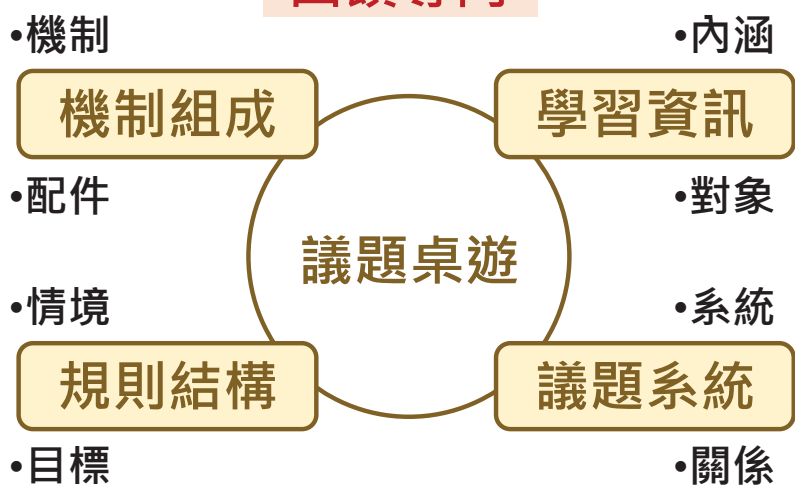 •機制
•內涵
機制組成
學習資訊
•配件
•對象
議題桌遊
•情境
•系統
規則結構
議題系統
•目標
•關係